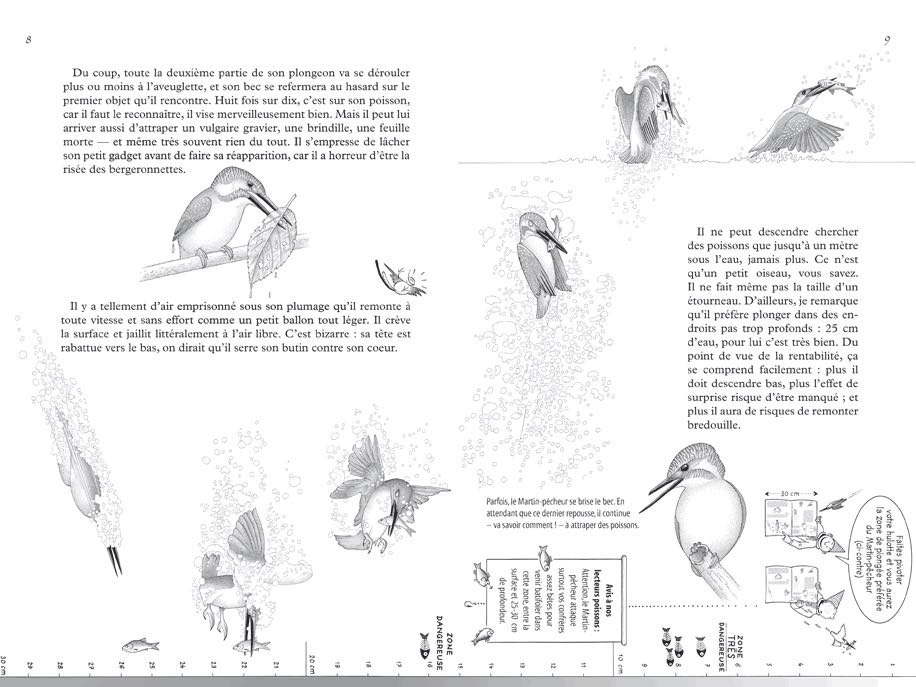 8
Du coup, toute la deuxième partie de son plongeon va se dérouler
plus ou moins à l'aveuglette, et son bec se refermera au hasard sur le
premier objet qu'il rencontre. Huit fois sur dix, c'est sur son poisson,
car il faut le reconnaître, il vise merveilleusement bien. Mais il peut lui
arriver aussi d'attraper un vulgaire gravier, une brindille, une feuille
morte — et même très souvent rien du tout. Il s'empresse de lâcher
son petit gadget avant de faire sa réapparition, car il a horreur d'être la
risée des bergeronnettes.
Il y a tellement d'air emprisonné sous son plumage qu'il remonte à
toute vitesse et sans effort comme un petit ballon tout léger. Il crève
la surface et jaillit littéralement à l'air libre. C'est bizarre : sa tête est
rabattue vers le bas, on dirait qu'il serre son butin contre son coeur.
9
Il ne peut descendre chercher
des poissons que jusqu'à un mètre
sous l'eau, jamais plus. Ce n'est
qu'un petit oiseau, vous savez.
Il ne fait même pas la taille d'un
étourneau. D'ailleurs, je remarque
qu'il préfère plonger dans des en-
droits pas trop profonds : 25 cm
d'eau, pour lui c'est très bien. Du
point de vue de la rentabilité, ça
se comprend facilement : plus il
doit descendre bas, plus l'effet de
surprise risque d'être manqué ; et
plus il aura de risques de remonter
bredouille.
Parfois, le Martin-pêcheur se brise le bec. En
attendant que ce dernier repousse, il continue
– va savoir comment ! – à attraper des poissons.
30 cm
Faites pivoter
votre hulotte et vous aurez
la zone de plongée préférée
du Martin-pêcheur
(ci-contre)
Avis à nos
lecteurs poissons :
Attention, le Martin-
pêcheur attaque
surtout vos confrères
assez bêtes pour
venir batifoler dans
cette zone, entre la
surface et 25-30 cm
de profondeur.
ZONE
DANGEREUSE
ZONE
TRÈS
DANGEREUSE
30 cm
29
28
27
26
25
24
23
22
21
20 cm
19
18
17
16
15
14
13
12
11
10 cm
9
8
7
6
5
4
3
2
1